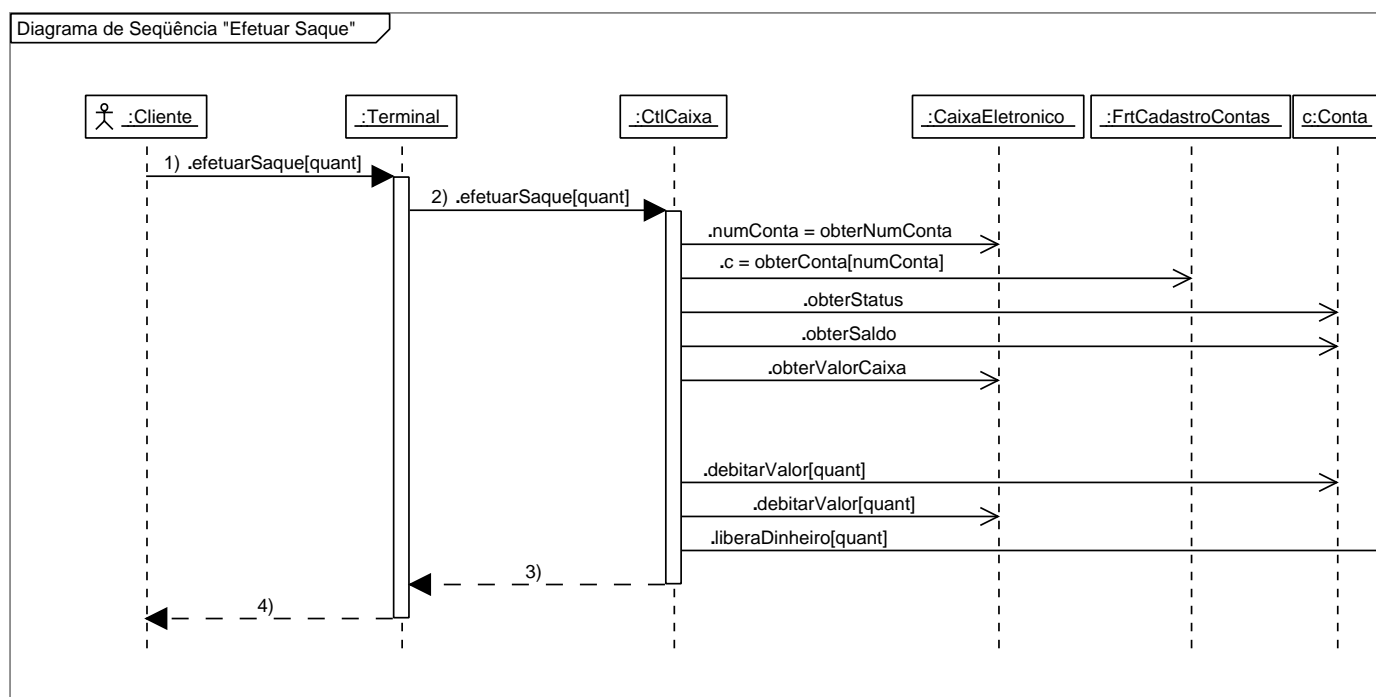 Diagrama de Seqüência "Efetuar Saque"
:Cliente
:Terminal
:CtlCaixa
:CaixaEletronico
:FrtCadastroContas
c:Conta
1) .efetuarSaque[quant]
2) .efetuarSaque[quant]
.numConta = obterNumConta
.c = obterConta[numConta]
.obterStatus
.obterSaldo
.obterValorCaixa
.debitarValor[quant]
.debitarValor[quant]
.liberaDinheiro[quant]
3)
4)